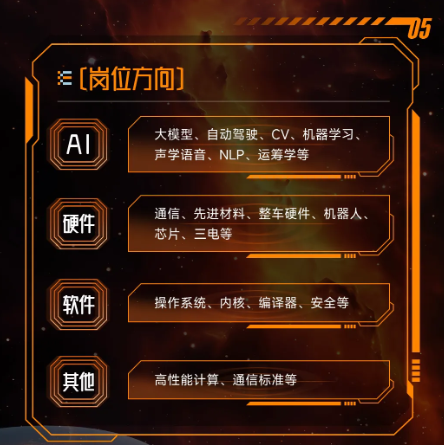 05
[岗位方向]
AI
大模型、自动驾驶、CV、机器学习、
声学语音、NLP、运筹学等
硬件
通信、先进材料、整车硬件、机器人、
芯片、三电等
软件
操作系统、内核、编译器、安全等
其他
高性能计算、通信标准等